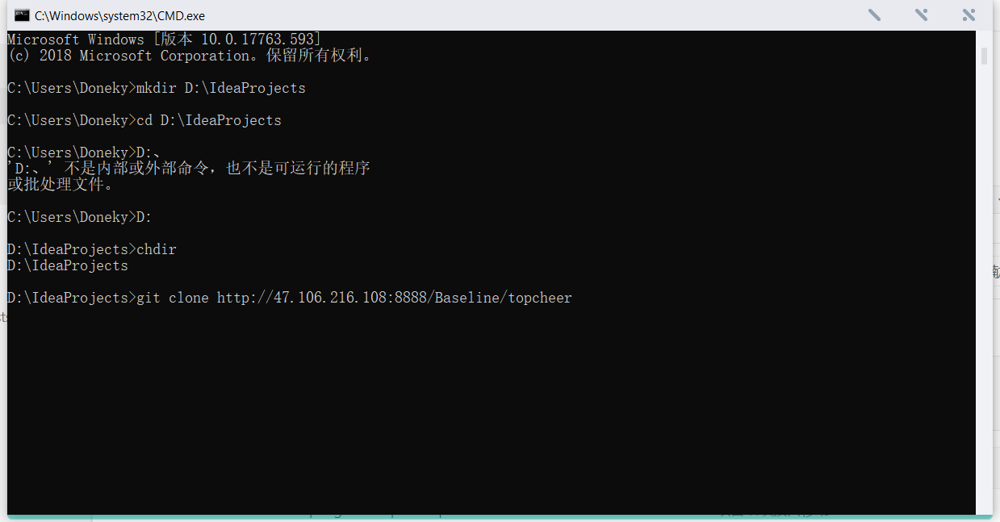 C:\Windows\system32\CMD.exe
Microsoft Windows [版本 10.0.17763.593]
(c) 2018 Microsoft Corporation。保留所有权利。
C:\Users\Doneky>mkdir D:\IdeaProjects
C:\Users\Doneky>cd D:\IdeaProjects
C:\Users\Doneky>D:、
'D:、' 不是内部或外部命令，也不是可运行的程序
或批处理文件。
C:\Users\Doneky>D:
D:\IdeaProjects>chdir
D:\IdeaProjects
D:\IdeaProjects>git clone http://47.106.216.108:8888/Baseline/topcheer